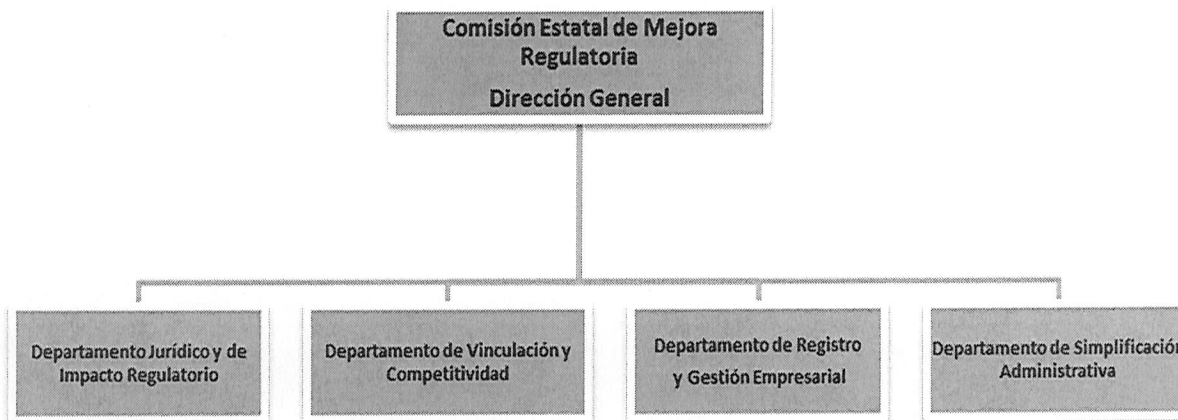 Comisión Estatal de Mejora
Regulatoria
Dirección General
Departamento Jurídico y de
Impacto Regulatorio
Departamento de Vinculación y
Competitividad
Departamento de Registro
y Gestión Empresarial
Departamento de Simplificación
Administrativa